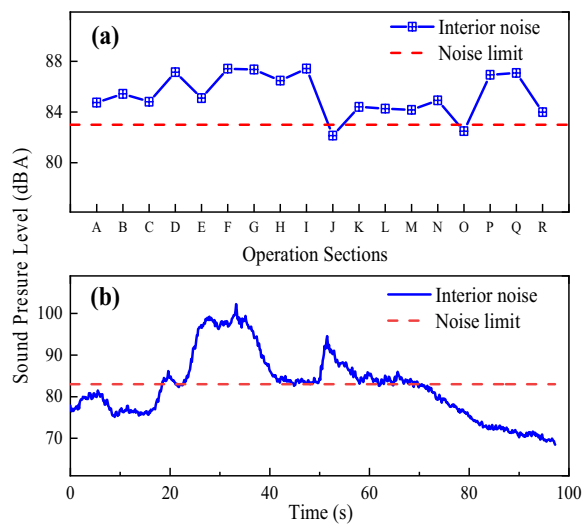 (a)
Interior noise
Noise limit
88
84
80
A B C D E F G H I J K L M N O P Q R
Operation Sections
Sound Presure Level (dBA)
(b)
Interior noise
Noise limit
100
90
80
70
0 20 40 60 80 100
Time (s)